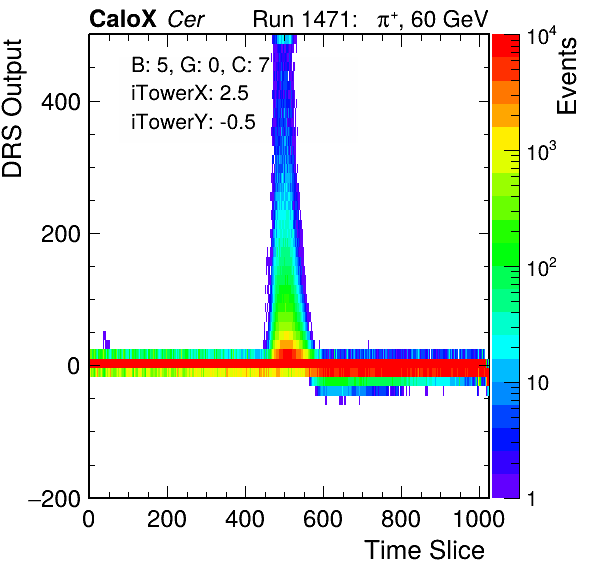 CaloX Cer Run 1471: π⁺, 60 GeV
B: 5, G: 0, C: 7
iTowerX: 2.5
iTowerY: -0.5
DRS Output
400
200
0
−200
0 200 400 600 800 1000
Time Slice
Events
10⁴
10³
10²
10
1